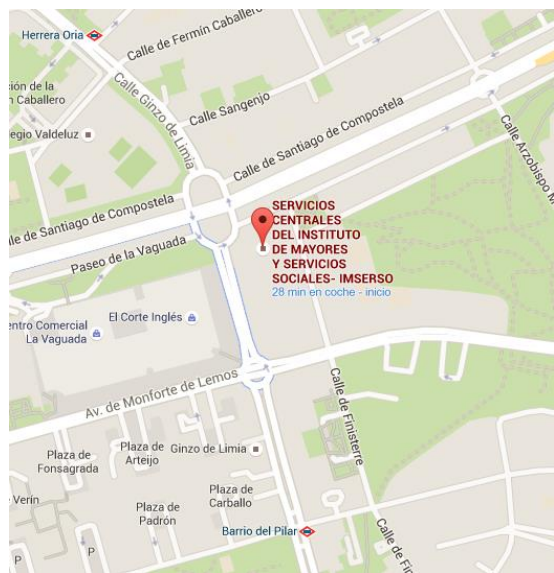 Herrera Oria
Calle de Fermín Caballero
ción de la
n Caballero
Calle Ginzo de Limia
Calle Sangenjo
egio Valdeluz
Calle de Santiago de Compostela
Calle Arzobispo M
lle de Santiago de Compostela
Paseo de la Vaguada
SERVICIOS
CENTRALES
DEL INSTITUTO
DE MAYORES
Y SERVICIOS
SOCIALES- IMSERSO
28 min en coche - inicio
El Corte Inglés
entro Comercial
La Vaguada
Av. de Monforte de Lemos
Calle de Finisterre
Plaza de
Fonsagrada
Plaza de
Arteijo
Ginzo de Limia
Verín
Plaza de
Padrón
Plaza de
Carballo
Barrio del Pilar
Calle de Fin
P
P